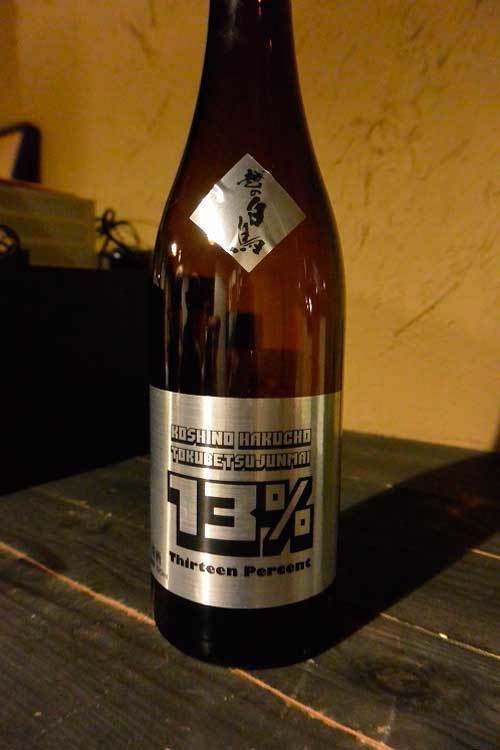 越の白鳥
KOSHINO HAKUCHO
TOKUBETSUJUNMAI
13%
Thirteen Percent